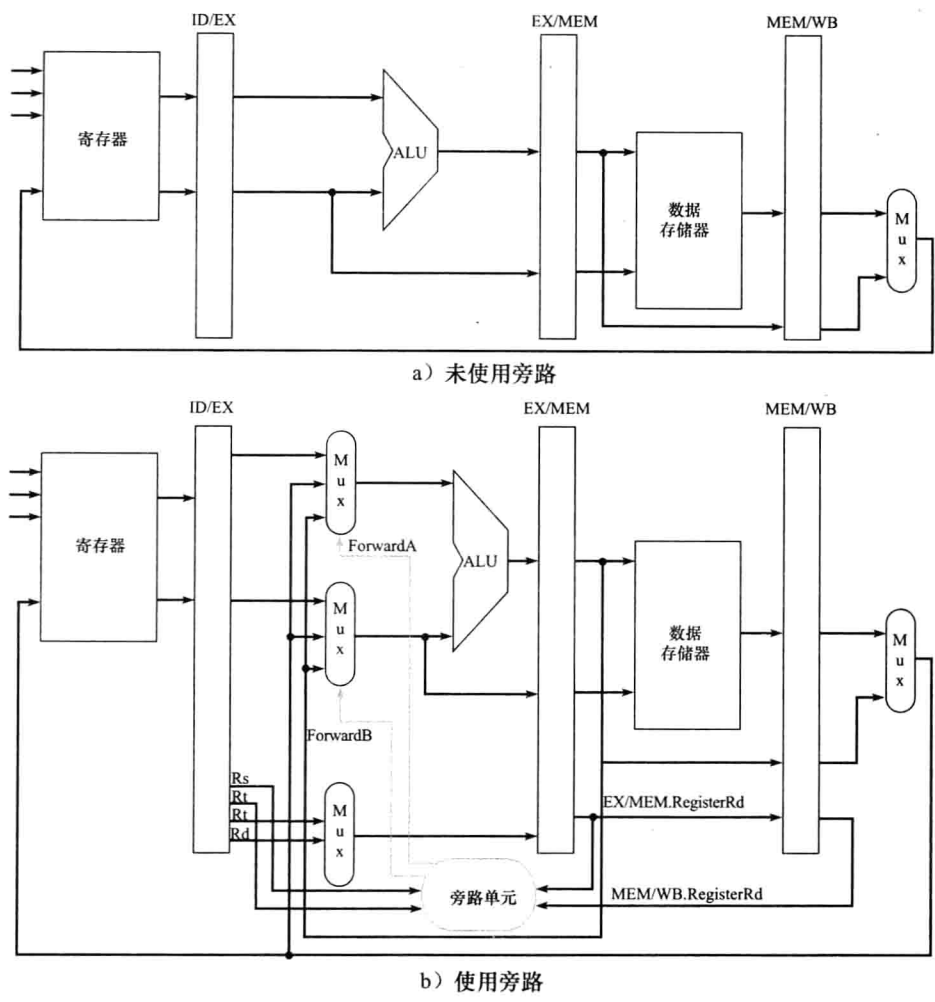 ID/EX
EX/MEM
MEM/WB
寄存器
ALU
数据
存储器
M
u
x
a）未使用旁路
ID/EX
EX/MEM
MEM/WB
M
u
x
寄存器
ForwardA
ALU
M
u
x
数据
存储器
M
u
x
ForwardB
Rs
Rt
Rt
Rd
M
u
x
EX/MEM.RegisterRd
旁路单元
MEM/WB.RegisterRd
b）使用旁路